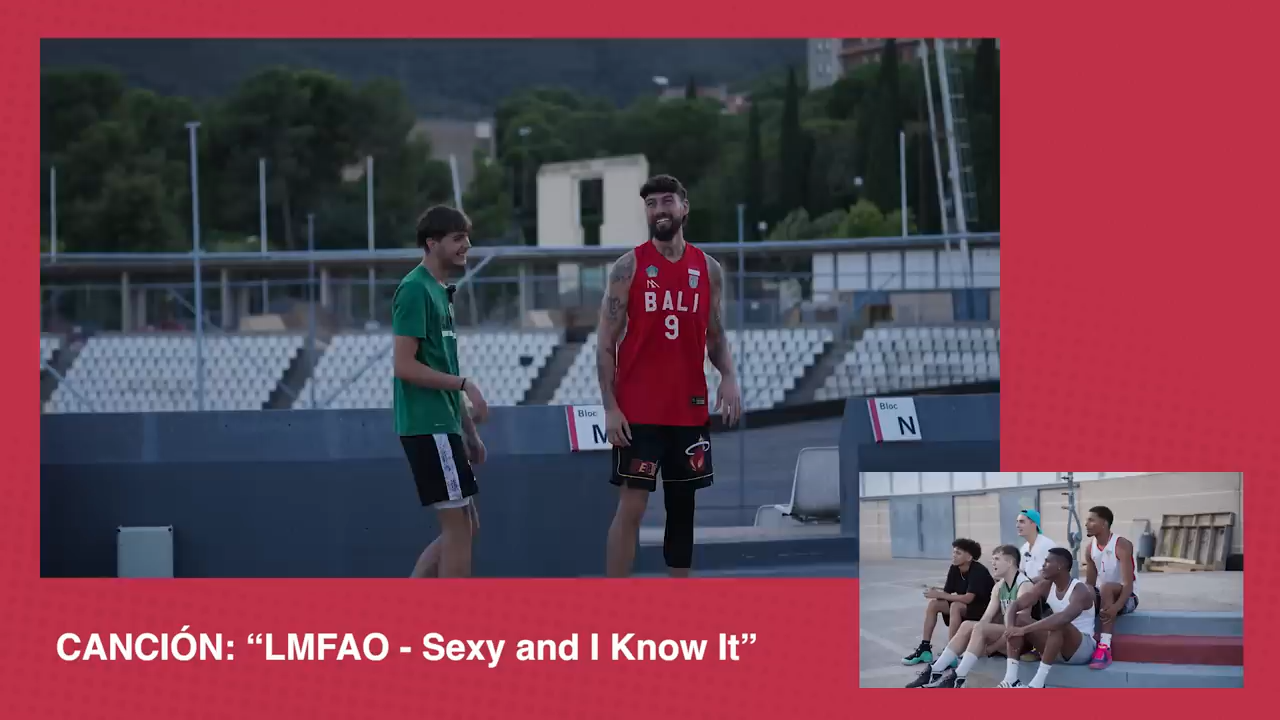 BALI
9
Bloc
M
Bloc
N
CANCIÓN: “LMFAO - Sexy and I Know It”